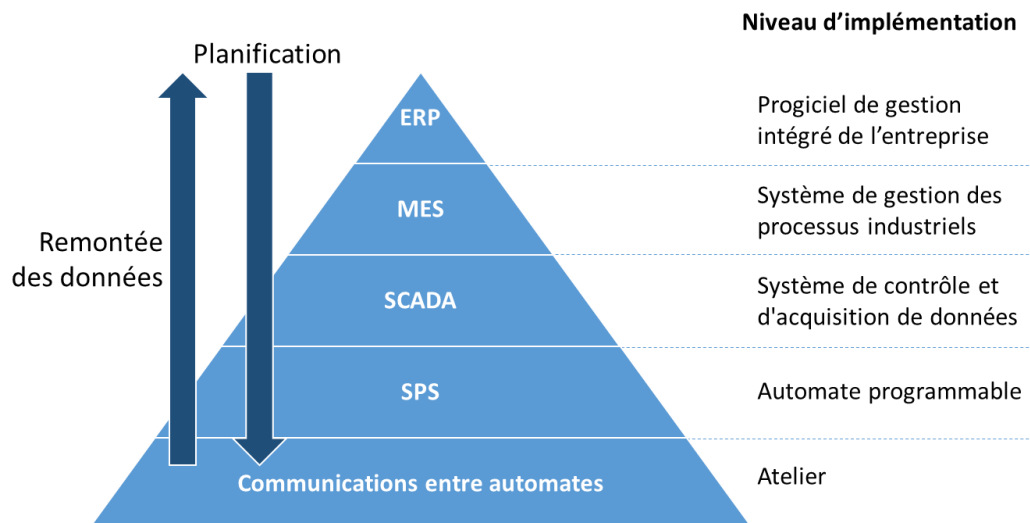 Niveau d’implémentation
Planification
Remontée
des données
ERP
Progiciel de gestion
intégré de l’entreprise
MES
Système de gestion des
processus industriels
SCADA
Système de contrôle et
d'acquisition de données
SPS
Automate programmable
Communications entre automates
Atelier